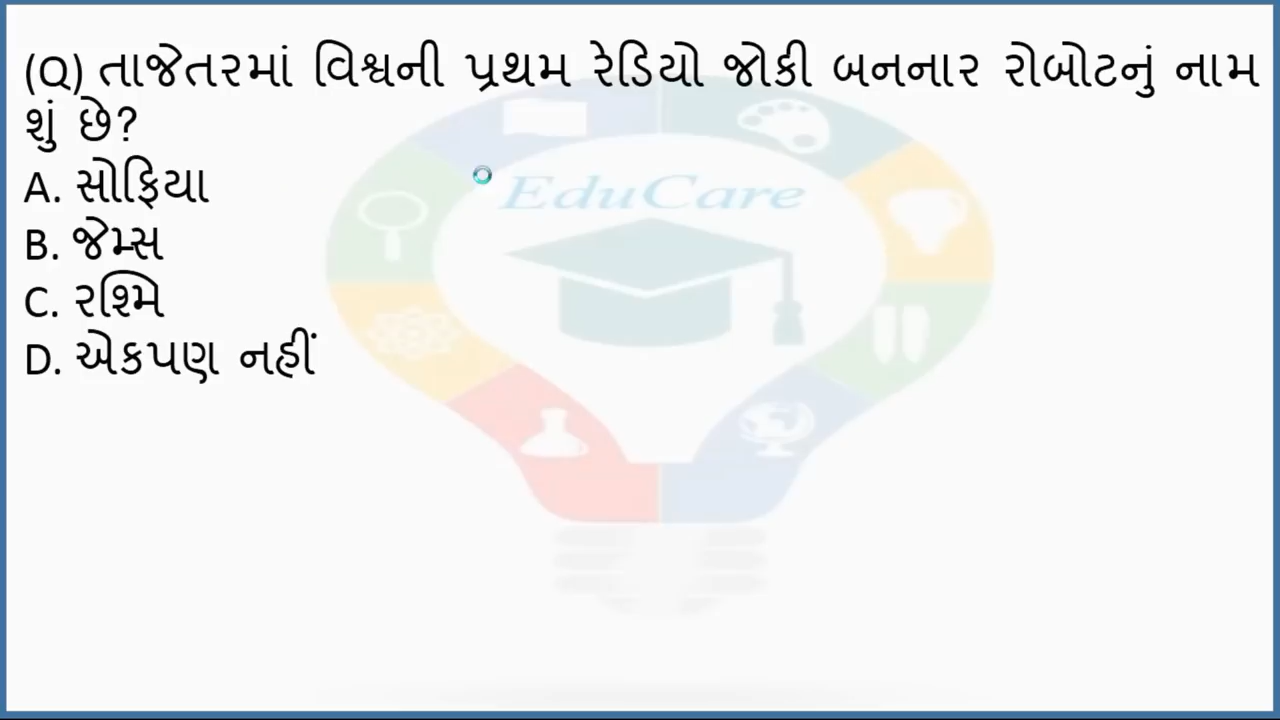 (Q) તાજેતરમાં વિશ્વની પ્રથમ રેડિયો જોકી બનનાર રોબોટનું નામ
શું છે?
A. સોફિયા
B. જેમ્સ
C. રશ્મિ
D. એકપણ નહીં
EduCare